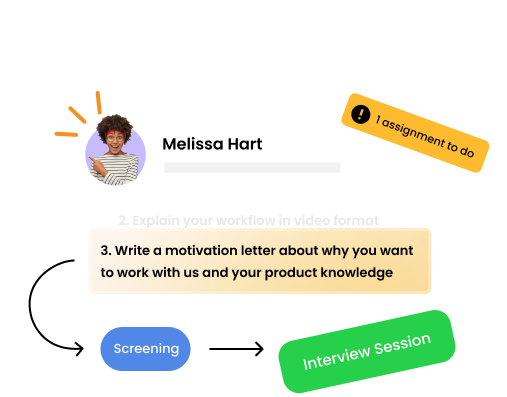 1 assignment to do
Melissa Hart
2. Explain your workflow in video format
3. Write a motivation letter about why you want
to work with us and your product knowledge
Screening
Interview Session